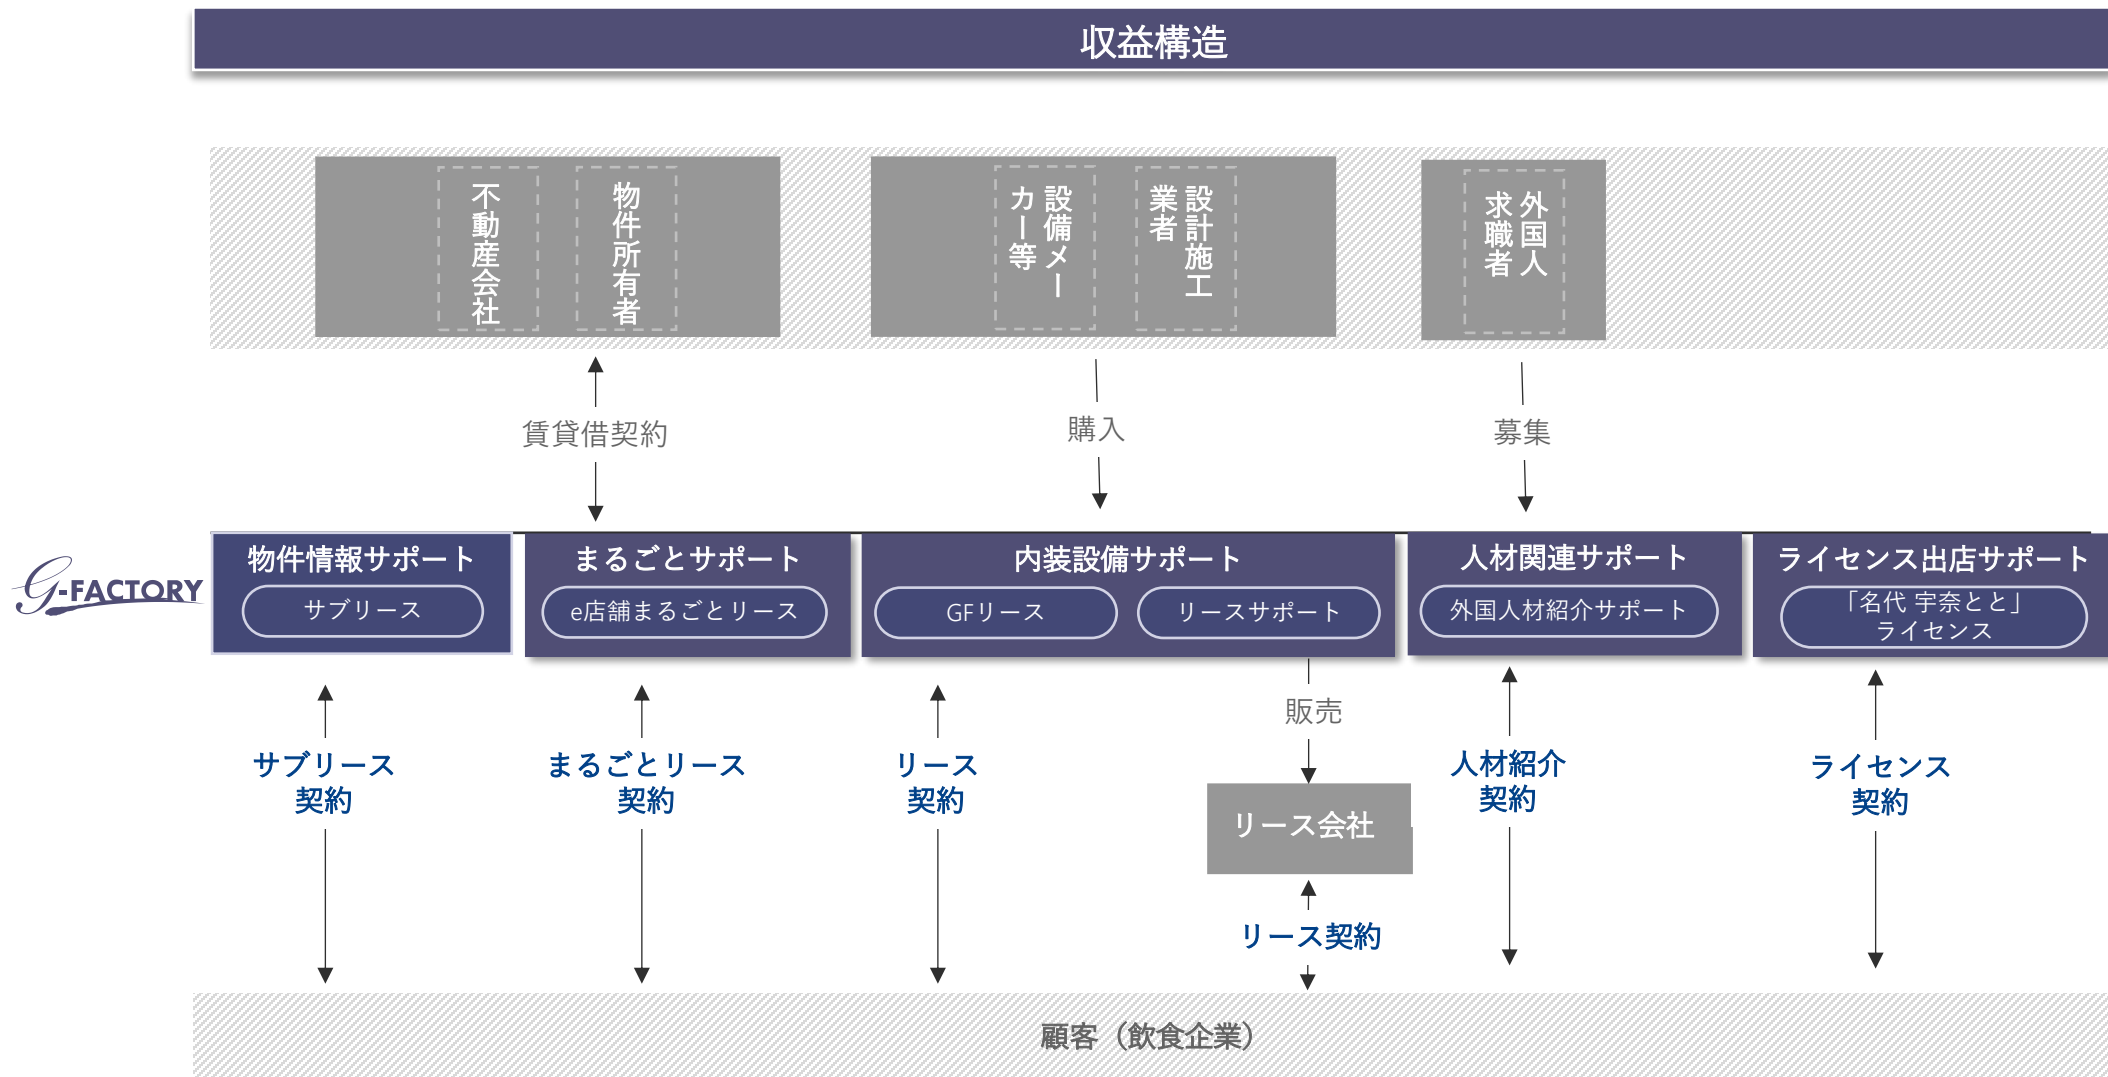 収益構造
不動産会社
物件所有者
設備メー
カー等
設計施工
業者
外国人
求職者
賃貸借契約
購入
募集
G-FACTORY
物件情報サポート
サブリース
まるごとサポート
e店舗まるごとリース
内装設備サポート
GFリース
リースサポート
人材関連サポート
外国人材紹介サポート
ライセンス出店サポート
「名代 宇奈とと」
ライセンス
販売
サブリース
契約
まるごとリース
契約
リース
契約
リース会社
リース契約
人材紹介
契約
ライセンス
契約
顧客（飲食企業）